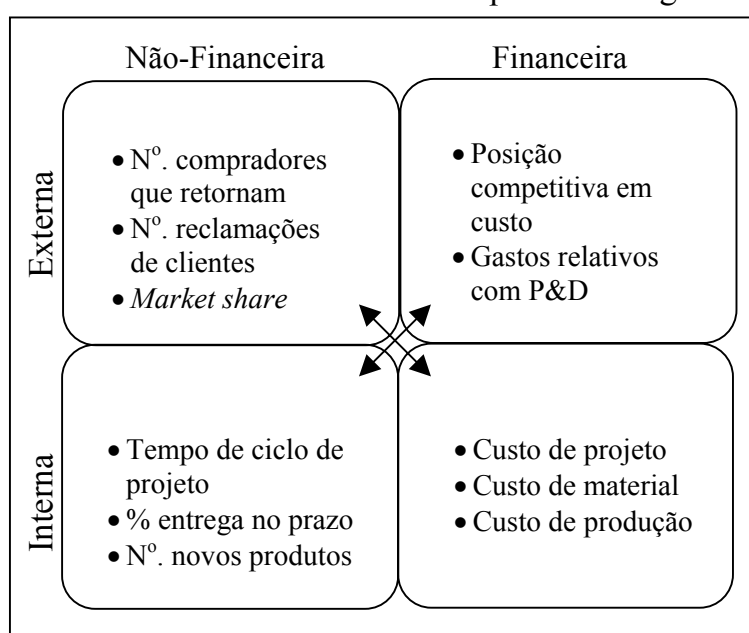 Não-Financeira
Financeira
Externa
• Nº. compradores
que retornam
• Nº. reclamações
de clientes
• Market share
• Posição
competitiva em
custo
• Gastos relativos
com P&D
Interna
• Tempo de ciclo de
projeto
• % entrega no prazo
• Nº. novos produtos
• Custo de projeto
• Custo de material
• Custo de produção